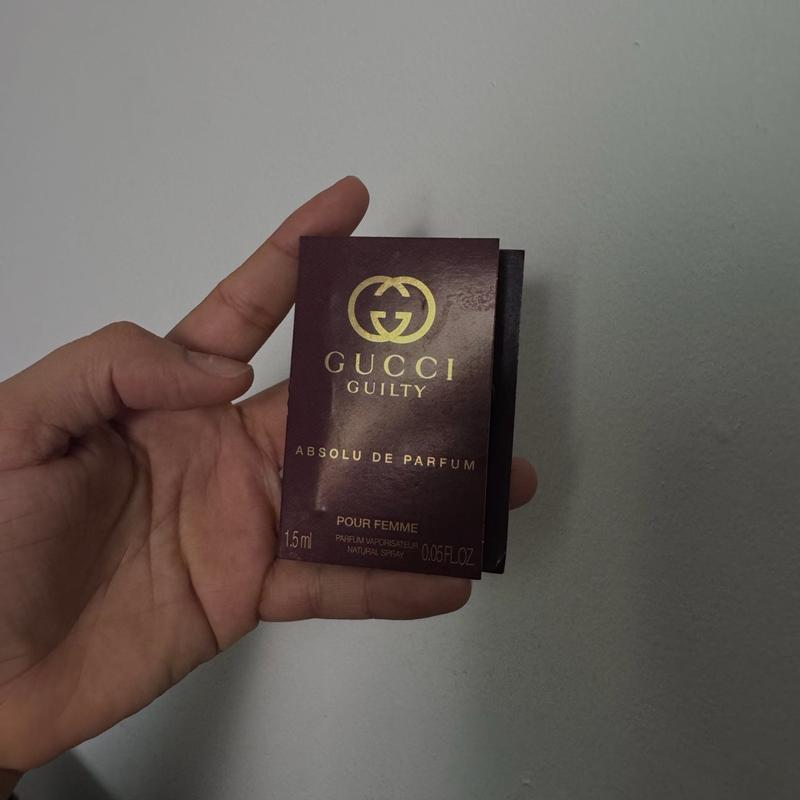 GUCCI
GUILTY
ABSOLU DE PARFUM
POUR FEMME
1.5 ml
PARFUM VAPORISATEUR
NATURAL SPRAY
0.05 FL.OZ